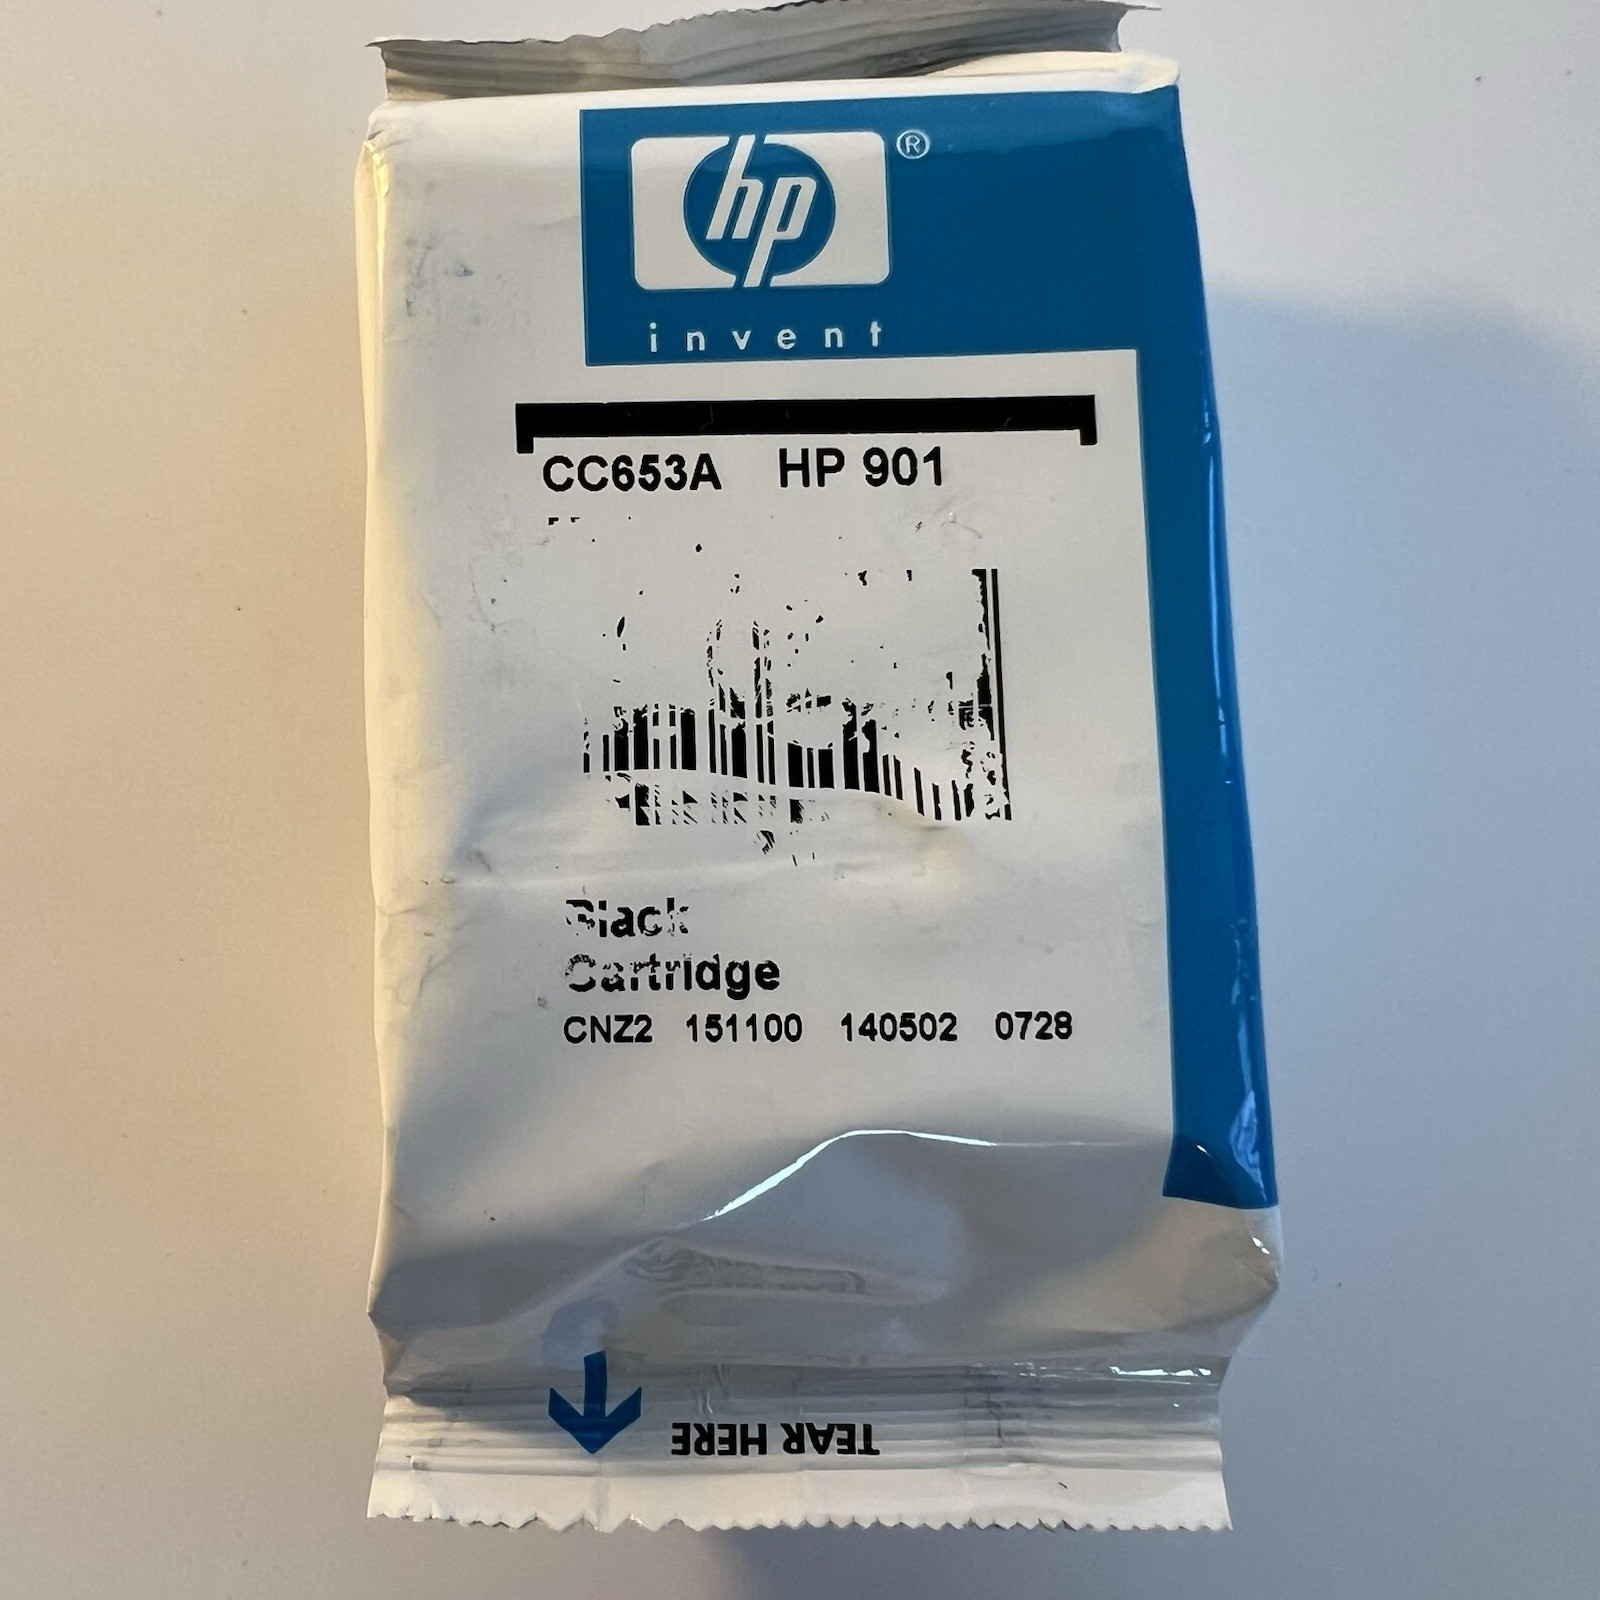 hp ®
invent
CC653A HP 901
Black
Cartridge
CNZ2 151100 140502 0728
TEAR HERE